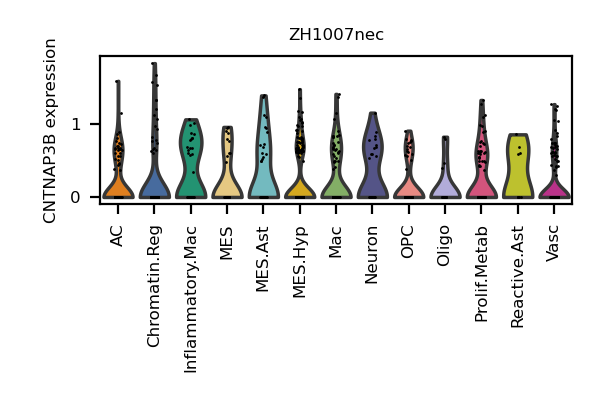 ZH1007nec
CNTNAP3B expression
1
0
AC
Chromatin.Reg
Inflammatory.Mac
MES
MES.Ast
MES.Hyp
Mac
Neuron
OPC
Oligo
Prolif.Metab
Reactive.Ast
Vasc